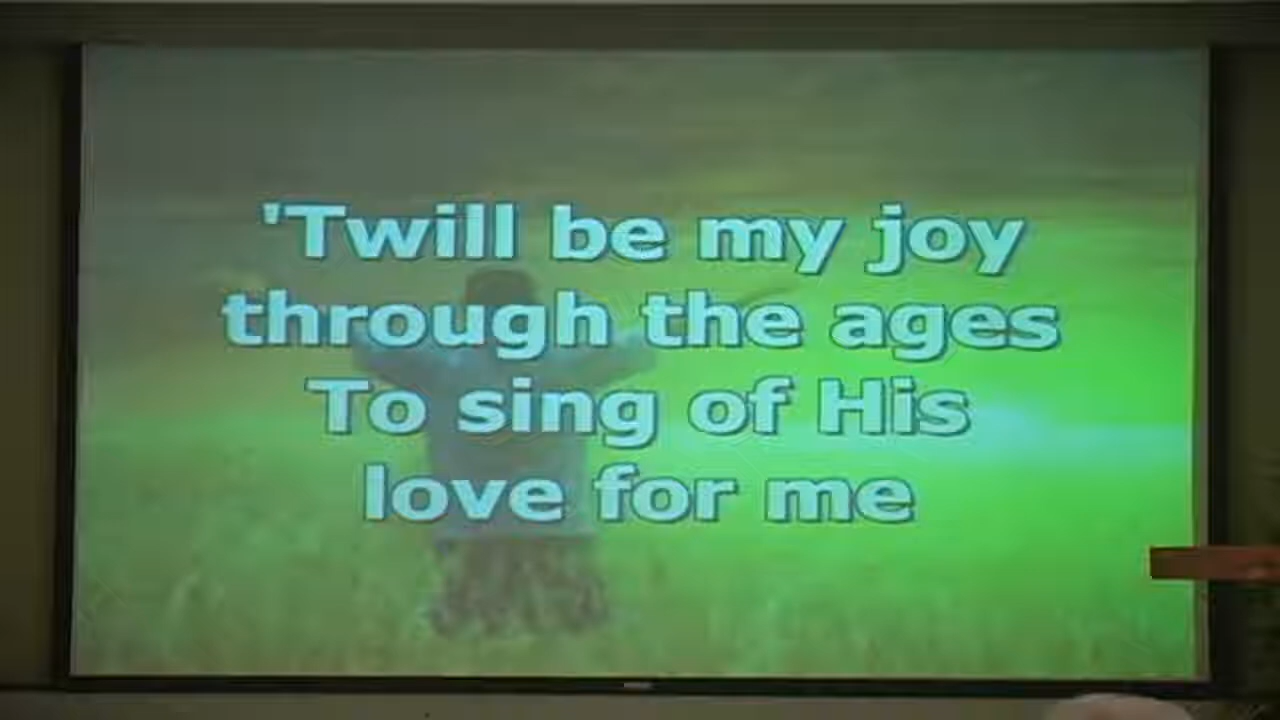 'Twill be my joy
through the ages
To sing of His
love for me